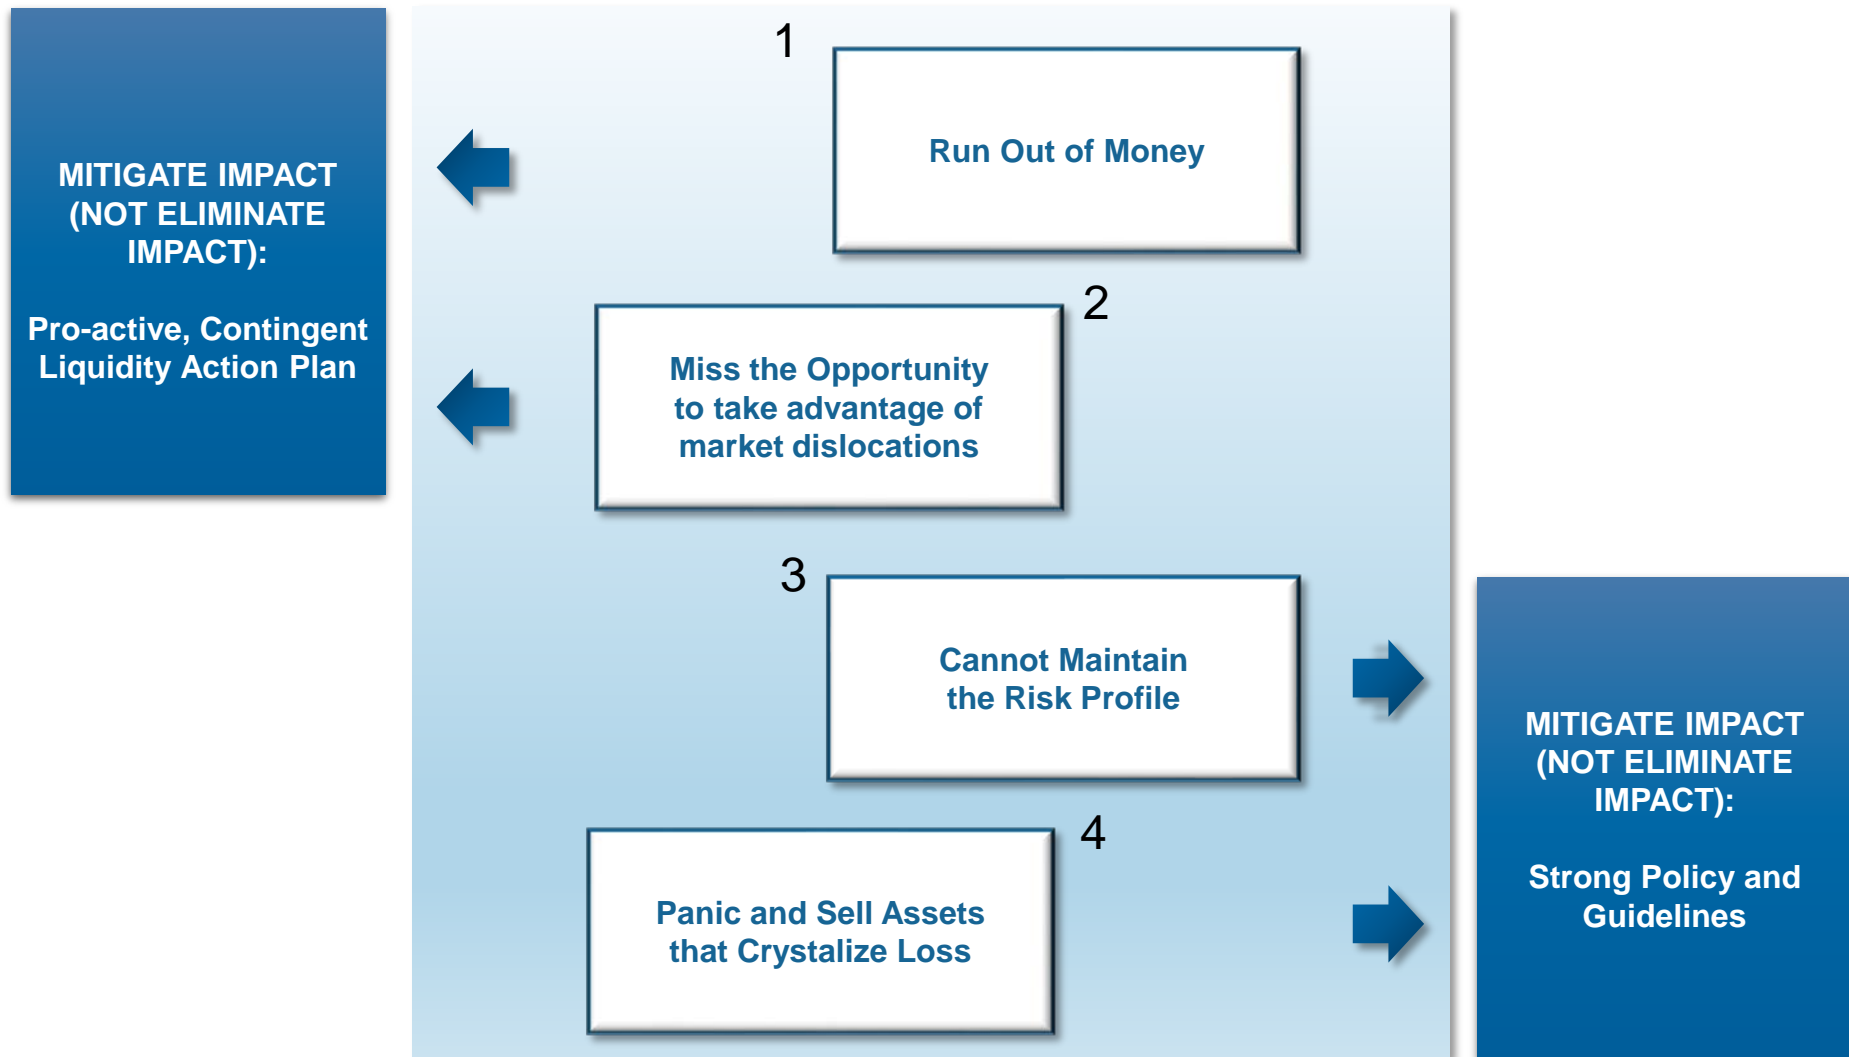 MITIGATE IMPACT
(NOT ELIMINATE
IMPACT):
Pro-active, Contingent
Liquidity Action Plan
1
Run Out of Money
2
Miss the Opportunity
to take advantage of
market dislocations
3
Cannot Maintain
the Risk Profile
4
Panic and Sell Assets
that Crystalize Loss
MITIGATE IMPACT
(NOT ELIMINATE
IMPACT):
Strong Policy and
Guidelines